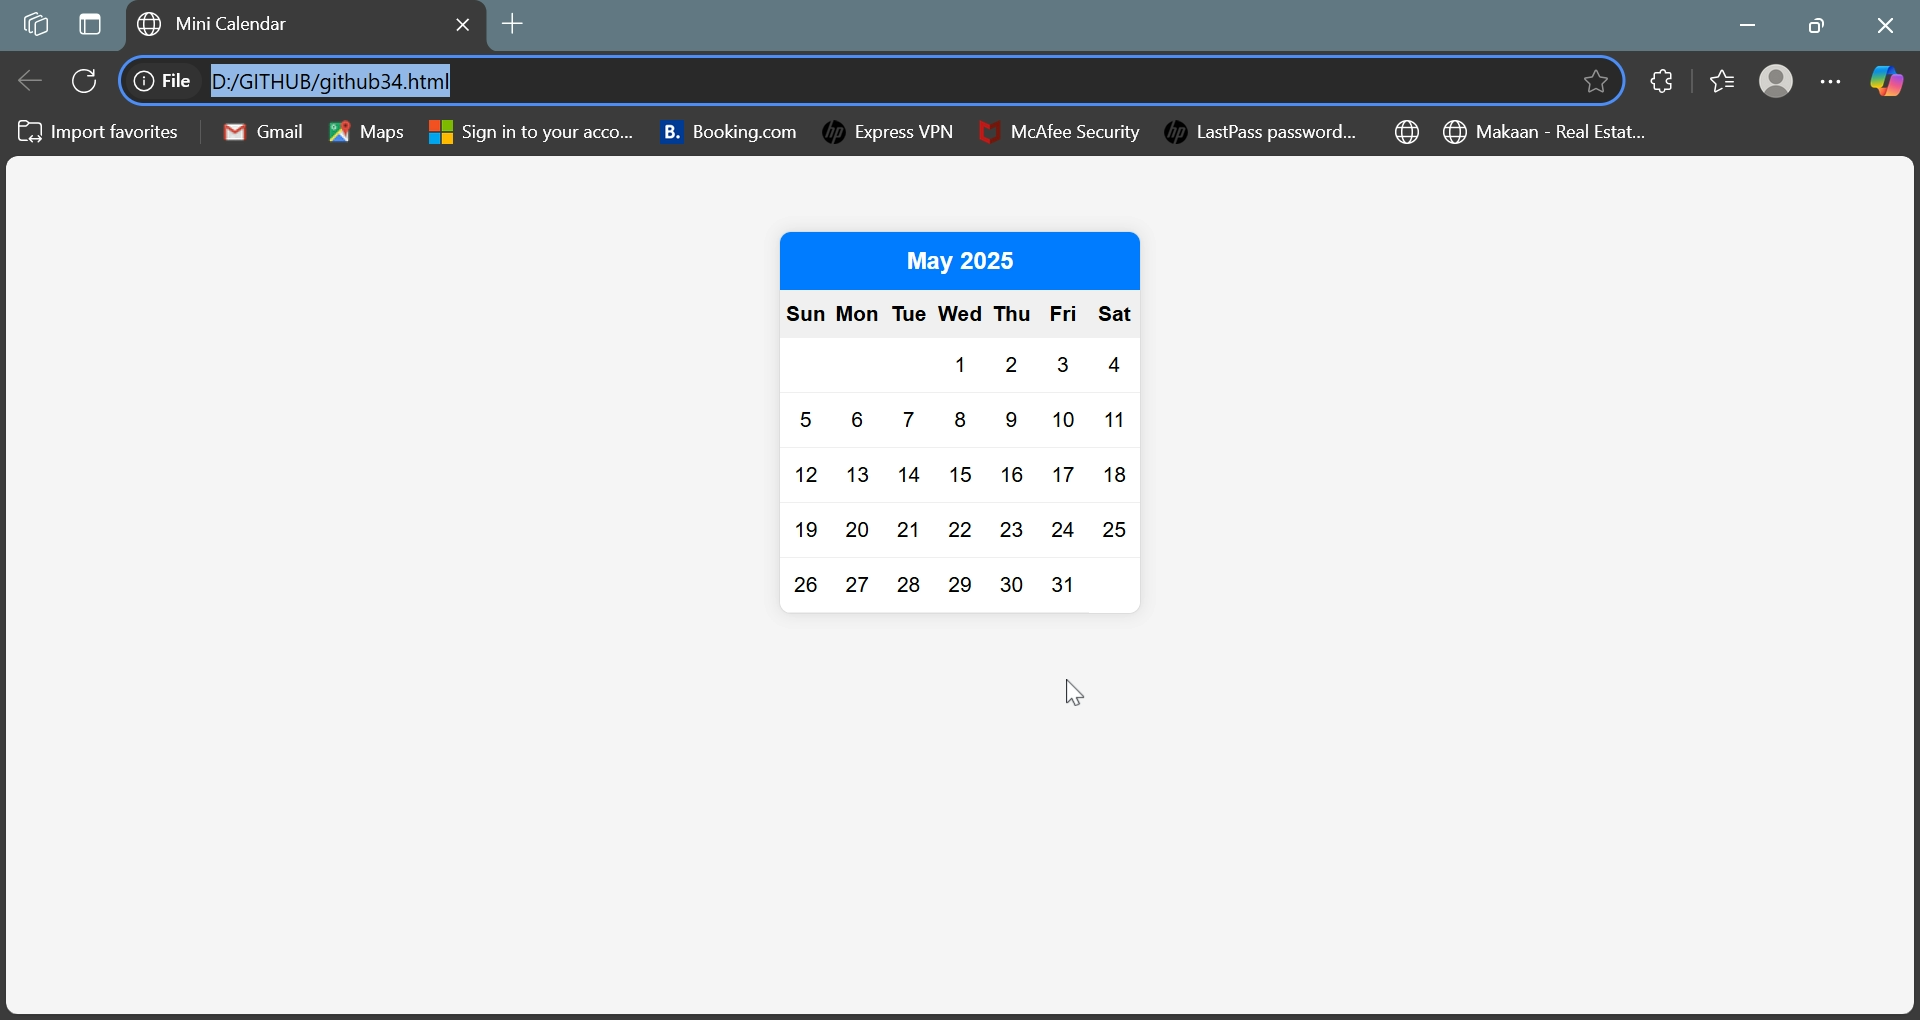 Mini Calendar
File D:/GITHUB/github34.html
Import favorites Gmail Maps Sign in to your acco... B. Booking.com hp Express VPN McAfee Security hp LastPass password... Makaan - Real Estat...
May 2025
Sun Mon Tue Wed Thu Fri Sat
1 2 3 4
5 6 7 8 9 10 11
12 13 14 15 16 17 18
19 20 21 22 23 24 25
26 27 28 29 30 31